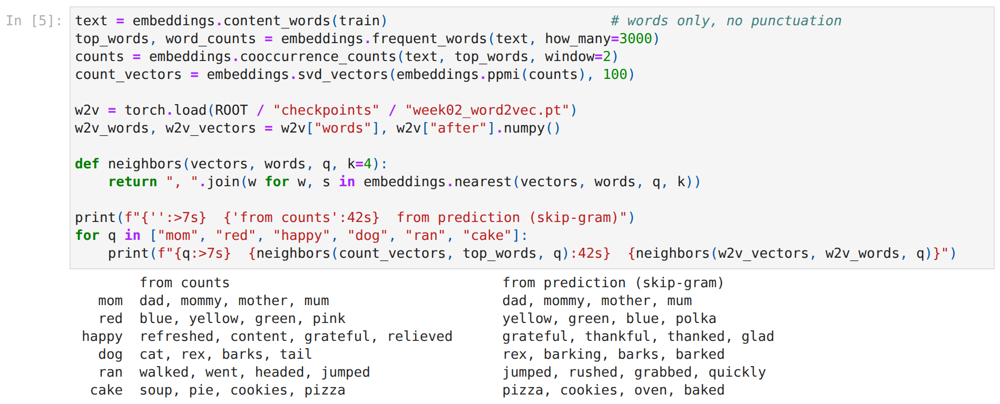 In [5]:
text = embeddings.content_words(train)                           # words only, no punctuation
top_words, word_counts = embeddings.frequent_words(text, how_many=3000)
counts = embeddings.cooccurrence_counts(text, top_words, window=2)
count_vectors = embeddings.svd_vectors(embeddings.ppmi(counts), 100)

w2v = torch.load(ROOT / "checkpoints" / "week02_word2vec.pt")
w2v_words, w2v_vectors = w2v["words"], w2v["after"].numpy()

def neighbors(vectors, words, q, k=4):
    return ", ".join(w for w, s in embeddings.nearest(vectors, words, q, k))

print(f"{'':>7s}  {'from counts':42s}  from prediction (skip-gram)")
for q in ["mom", "red", "happy", "dog", "ran", "cake"]:
    print(f"{q:>7s}  {neighbors(count_vectors, top_words, q):42s}  {neighbors(w2v_vectors, w2v_words, q)}")
         from counts                                 from prediction (skip-gram)
    mom  dad, mommy, mother, mum                     dad, mommy, mother, mum
    red  blue, yellow, green, pink                   yellow, green, blue, polka
  happy  refreshed, content, grateful, relieved      grateful, thankful, thanked, glad
    dog  cat, rex, barks, tail                       rex, barking, barks, barked
    ran  walked, went, headed, jumped                jumped, rushed, grabbed, quickly
   cake  soup, pie, cookies, pizza                   pizza, cookies, oven, baked